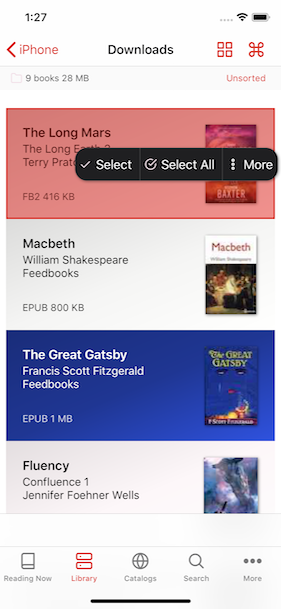 1:27
iPhone
Downloads
9 books 28 MB
Unsorted
The Long Mars
The Long Earth 3
Terry Pratc
FB2 416 KB
BAXTER
Select
Select All
More
Macbeth
William Shakespeare
Feedbooks
EPUB 800 KB
Macbeth
William Shakespeare
The Great Gatsby
Francis Scott Fitzgerald
Feedbooks
EPUB 1 MB
The GREAT
GATSBY
F. SCOTT FITZGERALD
Fluency
Confluence 1
Jennifer Foehner Wells
Reading Now
Library
Catalogs
Search
More